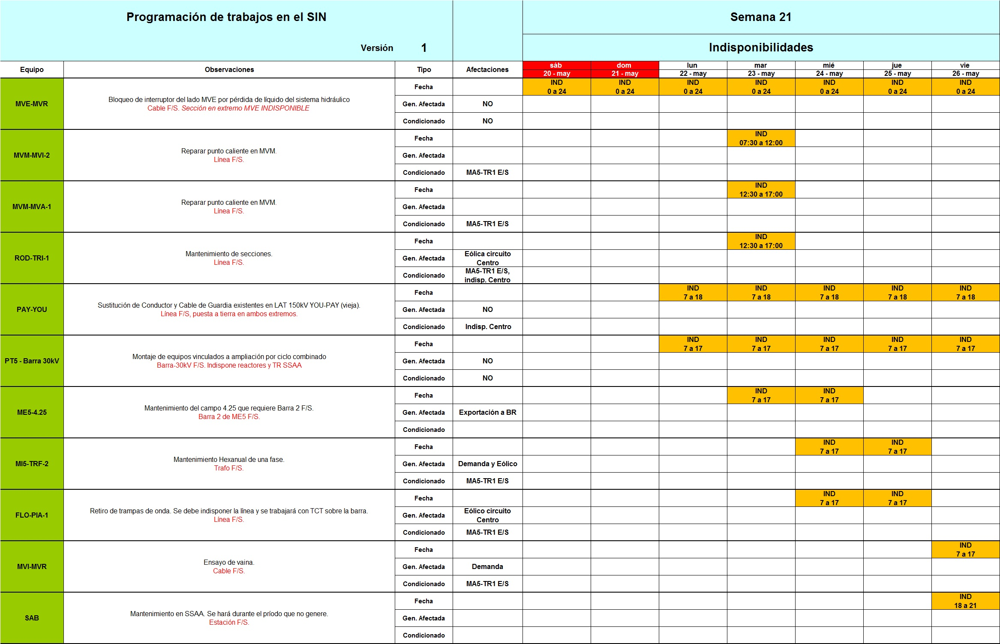 Programación de trabajos en el SIN
Semana 21
Versión 1
Indisponibilidades
Equipo Observaciones Tipo Afectaciones sáb dom lun mar mié jue vie
20 - may 21 - may 22 - may 23 - may 24 - may 25 - may 26 - may
MVE-MVR
Bloqueo de interruptor del lado MVE por pérdida de líquido del sistema hidráulico
Cable F/S. Sección en extremo MVE INDISPONIBLE
Fecha IND IND IND IND IND IND IND
0 a 24 0 a 24 0 a 24 0 a 24 0 a 24 0 a 24 0 a 24
Gen. Afectada NO
Condicionado NO
MVM-MVI-2
Reparar punto caliente en MVM.
Línea F/S.
Fecha IND
07:30 a 12:00
Gen. Afectada
Condicionado MA5-TR1 E/S
MVM-MVA-1
Reparar punto caliente en MVM.
Línea F/S.
Fecha IND
12:30 a 17:00
Gen. Afectada
Condicionado MA5-TR1 E/S
ROD-TRI-1
Mantenimiento de secciones.
Línea F/S.
Fecha IND
12:30 a 17:00
Gen. Afectada Eólica circuito
Centro
Condicionado MA5-TR1 E/S,
indisp. Centro
PAY-YOU
Sustitución de Conductor y Cable de Guardia existentes en LAT 150kV YOU-PAY (vieja).
Línea F/S, puesta a tierra en ambos extremos.
Fecha IND IND IND IND IND
7 a 18 7 a 18 7 a 18 7 a 18 7 a 18
Gen. Afectada NO
Condicionado Indisp. Centro
PT5 - Barra 30kV
Montaje de equipos vinculados a ampliación por ciclo combinado
Barra-30kV F/S. Indispone reactores y TR SSAA
Fecha IND IND IND IND IND
7 a 17 7 a 17 7 a 17 7 a 17 7 a 17
Gen. Afectada NO
Condicionado NO
ME5-4.25
Mantenimiento del campo 4.25 que requiere Barra 2 F/S.
Barra 2 de ME5 F/S.
Fecha IND IND
7 a 17 7 a 17
Gen. Afectada Exportación a BR
Condicionado
MI5-TRF-2
Mantenimiento Hexanual de una fase.
Trafo F/S.
Fecha IND IND
7 a 17 7 a 17
Gen. Afectada Demanda y Eólico
Condicionado MA5-TR1 E/S
FLO-PIA-1
Retiro de trampas de onda. Se debe indisponer la línea y se trabajará con TCT sobre la barra.
Línea F/S.
Fecha IND IND
7 a 17 7 a 17
Gen. Afectada Eólico circuito
Centro
Condicionado MA5-TR1 E/S
MVI-MVR
Ensayo de vaina.
Cable F/S.
Fecha IND
7 a 17
Gen. Afectada Demanda
Condicionado MA5-TR1 E/S
SAB
Mantenimiento en SSAA. Se hará durante el príodo que no genere.
Estación F/S.
Fecha IND
18 a 21
Gen. Afectada
Condicionado